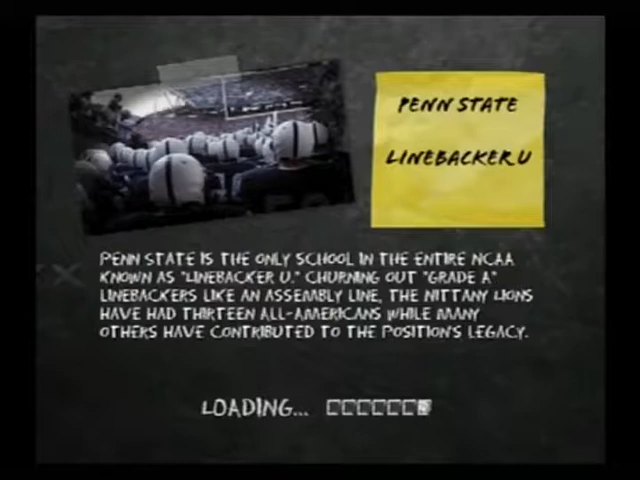 PENN STATE
LINEBACKER U
PENN STATE IS THE ONLY SCHOOL IN THE ENTIRE NCAA
KNOWN AS "LINEBACKER U." CHURNING OUT "GRADE A"
LINEBACKERS LIKE AN ASSEMBLY LINE, THE NITTANY LIONS
HAVE HAD THIRTEEN ALL-AMERICANS WHILE MANY
OTHERS HAVE CONTRIBUTED TO THE POSITION'S LEGACY.
LOADING...